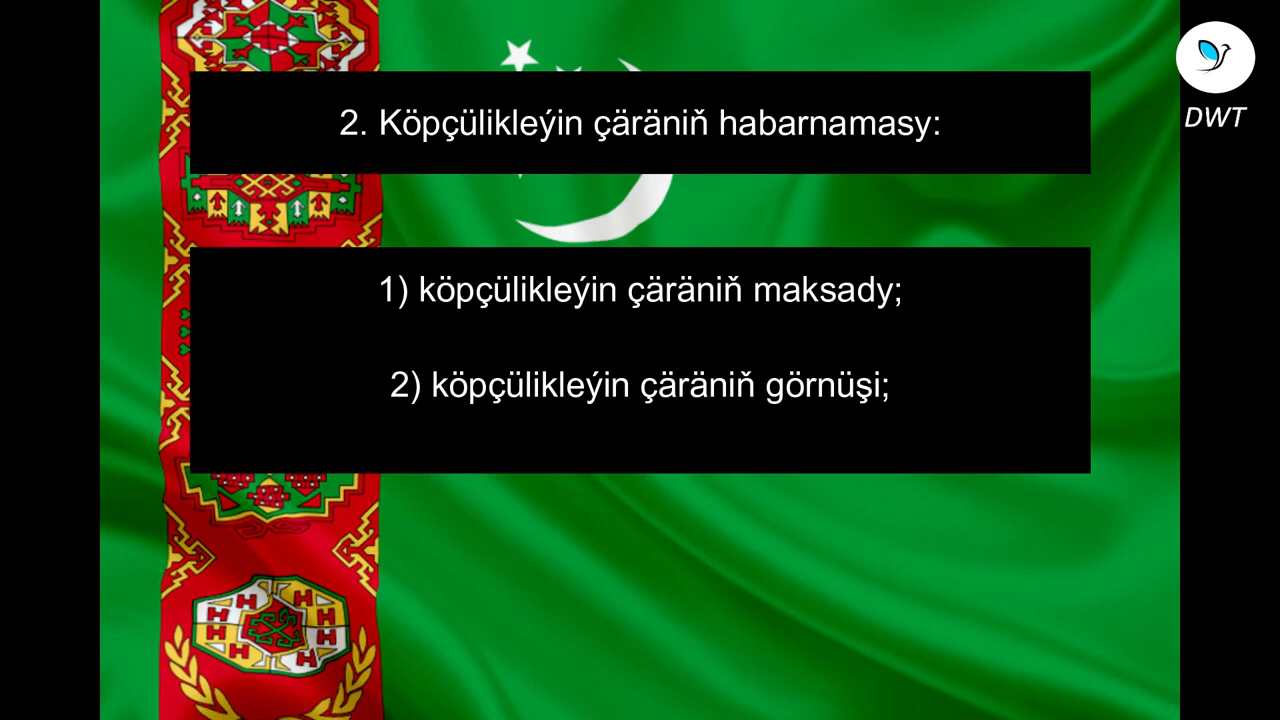 2. Köpçülikleýin çäräniň habarnamasy:
DWT
1) köpçülikleýin çäräniň maksady;
2) köpçülikleýin çäräniň görnüşi;